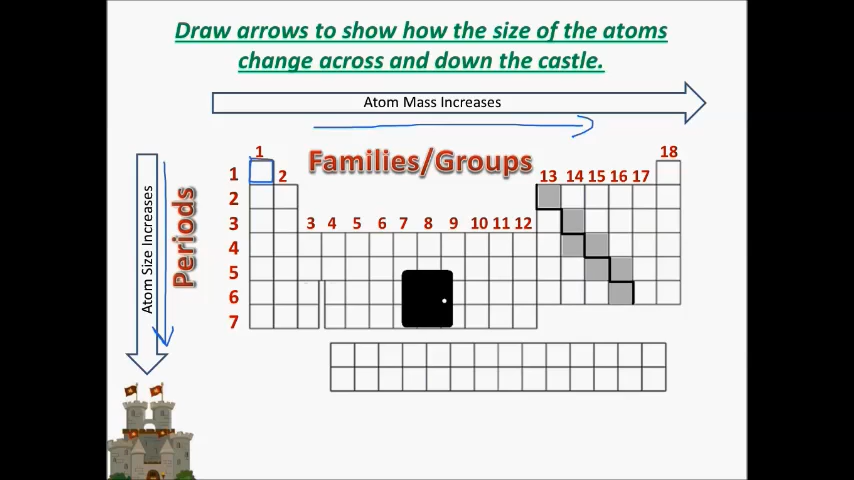 Draw arrows to show how the size of the atoms
change across and down the castle.
Atom Mass Increases
Families/Groups
1
2
3 4 5 6 7 8 9 10 11 12
13 14 15 16 17
18
Periods
1
2
3
4
5
6
7
Atom Size Increases